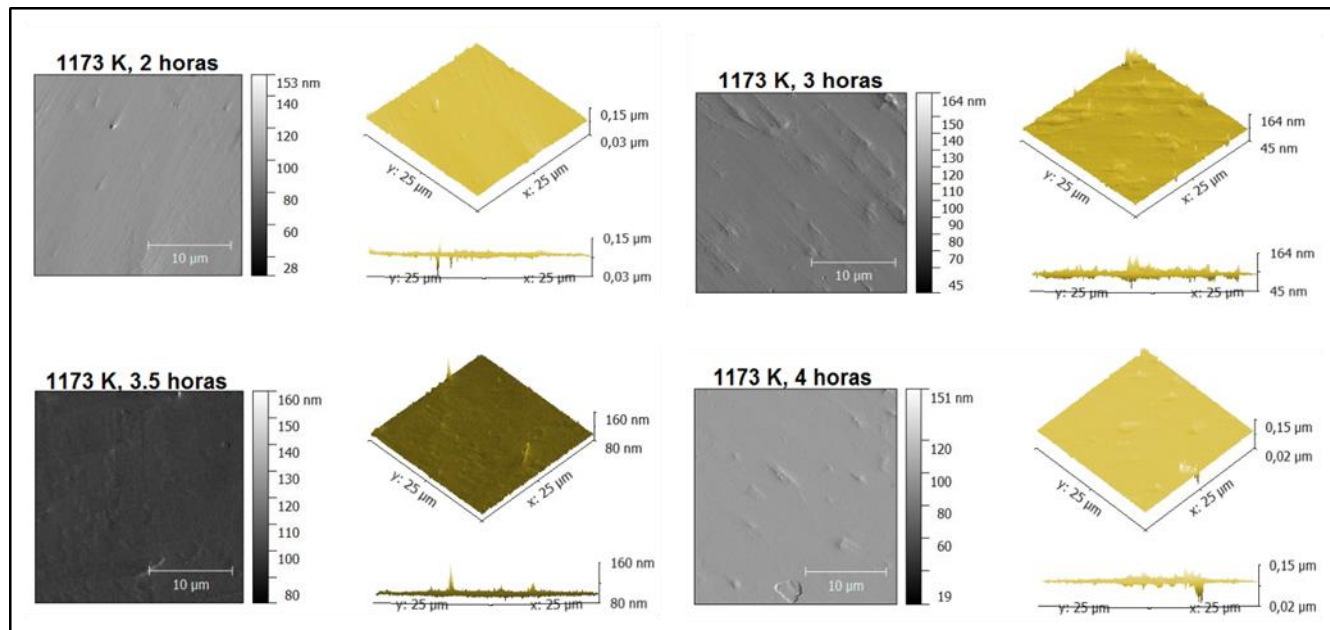 1173 K, 2 horas
153 nm
140
120
100
80
60
28
10 µm
0,15 µm
0,03 µm
y: 25 µm
x: 25 µm
0,15 µm
0,03 µm
y: 25 µm
x: 25 µm
1173 K, 3 horas
164 nm
150
140
130
120
110
100
90
80
70
45
10 µm
164 nm
45 nm
y: 25 µm
x: 25 µm
164 nm
45 nm
y: 25 µm
x: 25 µm
1173 K, 3.5 horas
160 nm
150
140
130
120
110
100
80
10 µm
160 nm
80 nm
y: 25 µm
x: 25 µm
160 nm
80 nm
y: 25 µm
x: 25 µm
1173 K, 4 horas
151 nm
120
100
80
60
19
10 µm
0,15 µm
0,02 µm
y: 25 µm
x: 25 µm
0,15 µm
0,02 µm
y: 25 µm
x: 25 µm